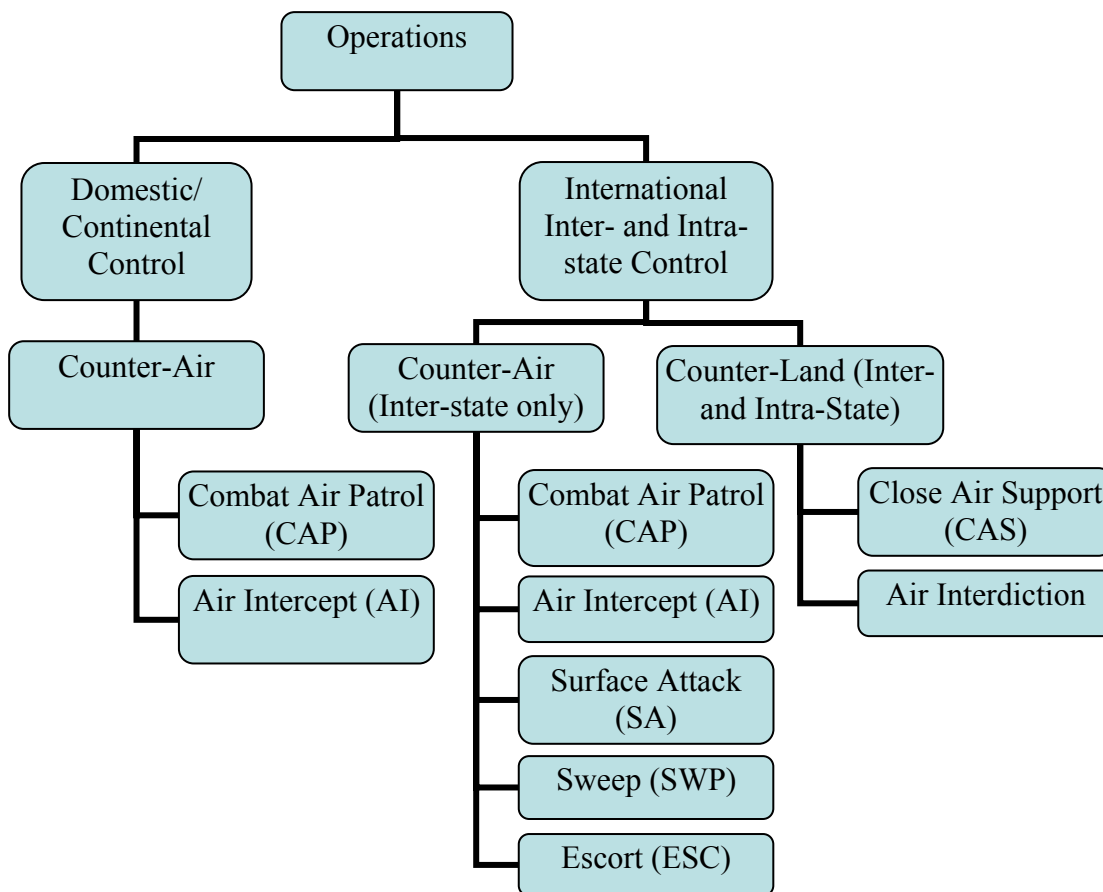 Operations
Domestic/
Continental
Control
International
Inter- and Intra-
state Control
Counter-Air
Counter-Air
(Inter-state only)
Counter-Land (Inter-
and Intra-State)
Combat Air Patrol
(CAP)
Air Intercept (AI)
Combat Air Patrol
(CAP)
Air Intercept (AI)
Surface Attack
(SA)
Sweep (SWP)
Escort (ESC)
Close Air Support
(CAS)
Air Interdiction